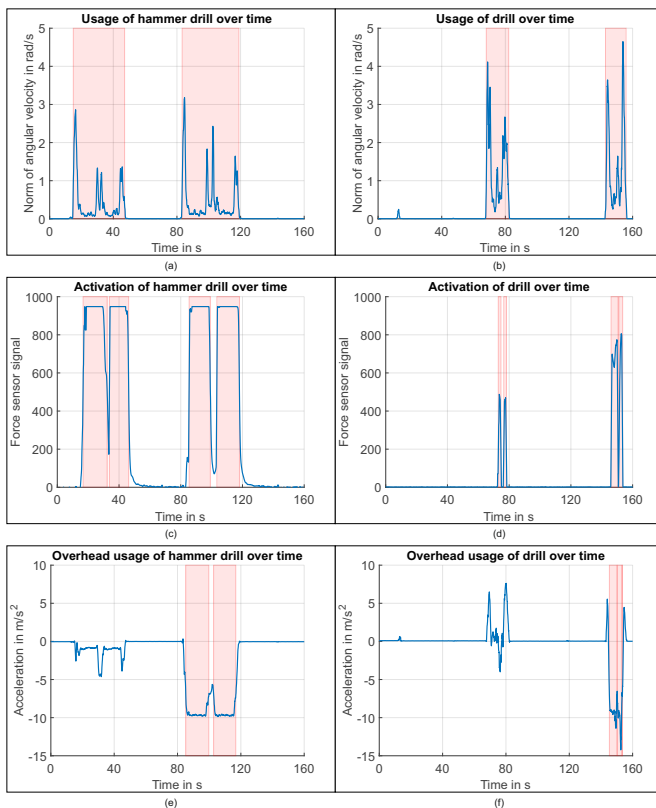 Usage of hammer drill over time
Norm of angular velocity in rad/s
5
4
3
2
1
0
0 40 80 120 160
Time in s
(a)
Usage of drill over time
Norm of angular velocity in rad/s
5
4
3
2
1
0
0 40 80 120 160
Time in s
(b)
Activation of hammer drill over time
Force sensor signal
1000
800
600
400
200
0
0 40 80 120 160
Time in s
(c)
Activation of drill over time
Force sensor signal
1000
800
600
400
200
0
0 40 80 120 160
Time in s
(d)
Overhead usage of hammer drill over time
Acceleration in m/s²
10
5
0
-5
-10
-15
0 40 80 120 160
Time in s
(e)
Overhead usage of drill over time
Acceleration in m/s²
10
5
0
-5
-10
-15
0 40 80 120 160
Time in s
(f)